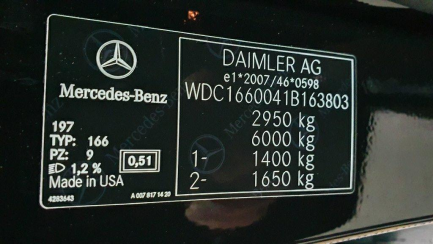 Mercedes-Benz
197
TYP: 166
PZ: 9
1,2 %
0,51
Made in USA
4283643
A 007 817 14 20
DAIMLER AG
e1*2007/46*0598
WDC1660041B163803
2950 kg
6000 kg
1- 1400 kg
2- 1650 kg